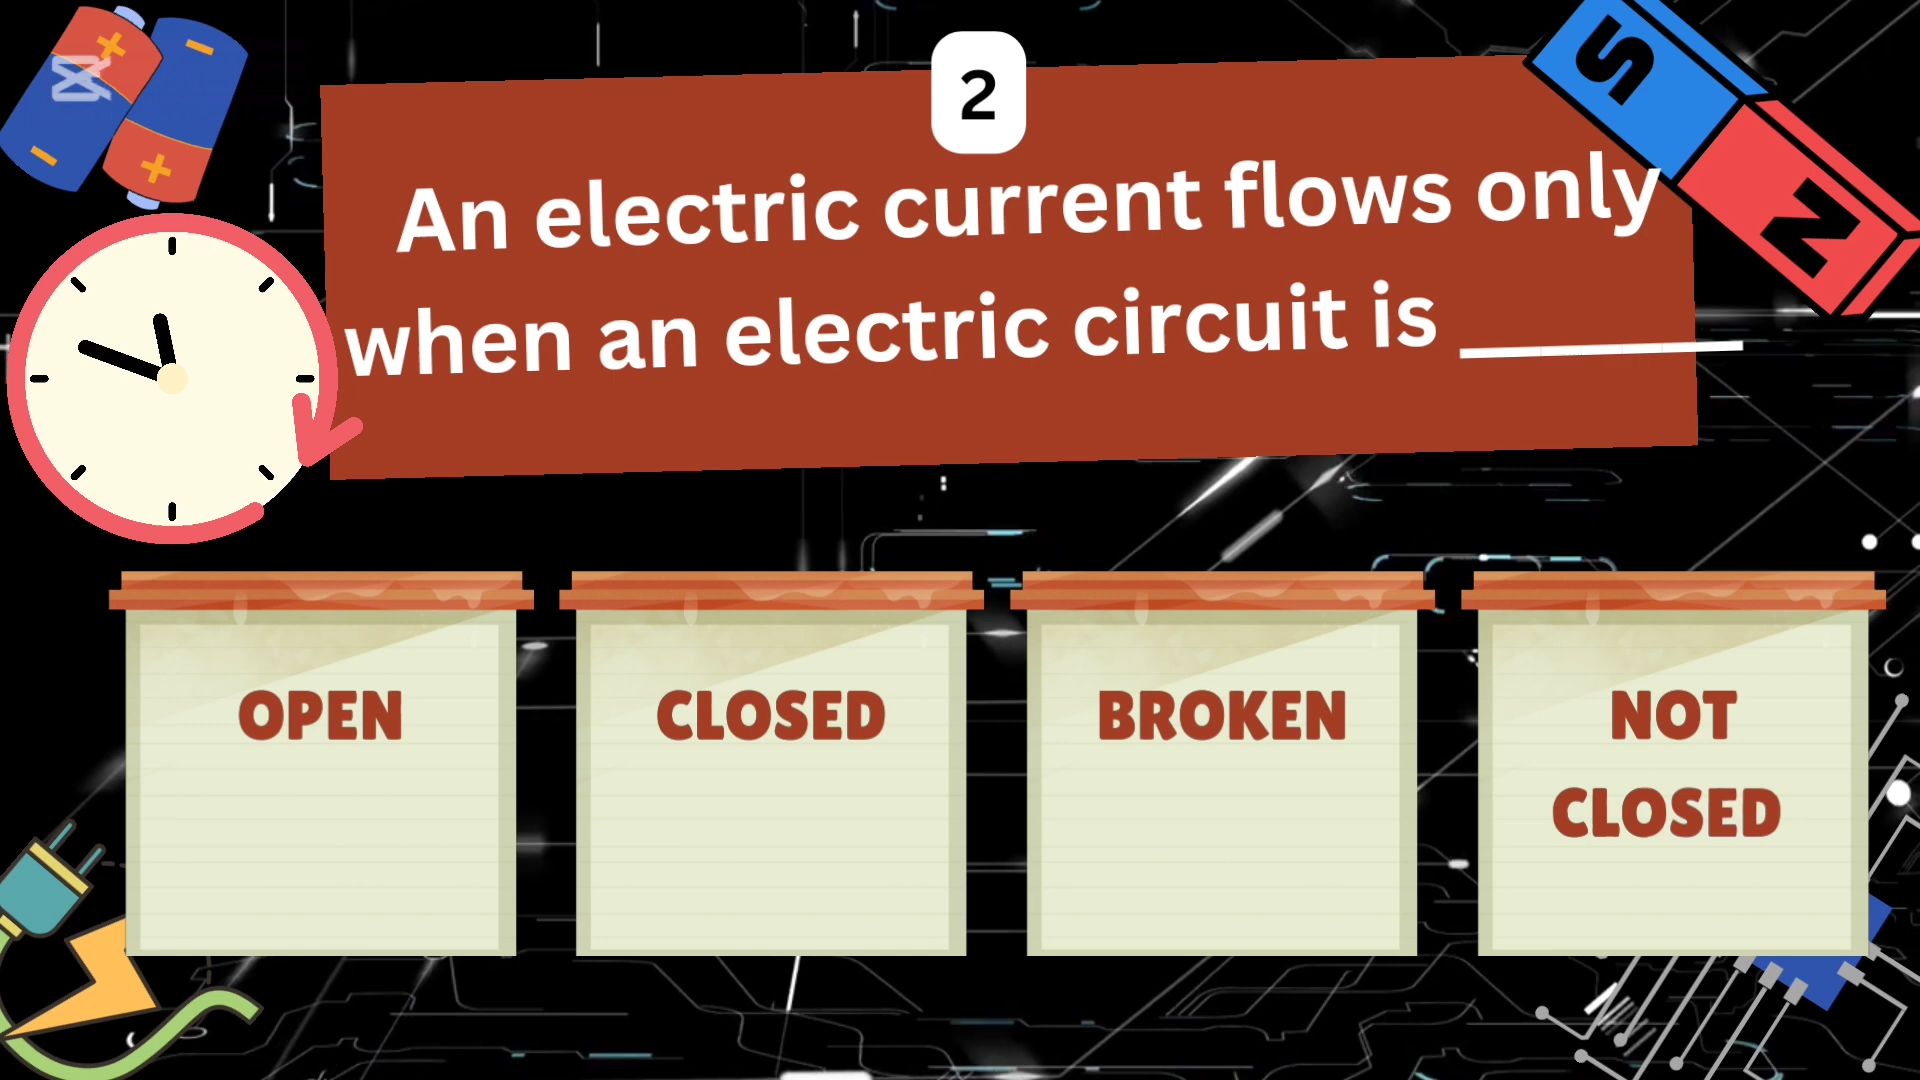 2
S
N
An electric current flows only
when an electric circuit is ______
OPEN
CLOSED
BROKEN
NOT
CLOSED